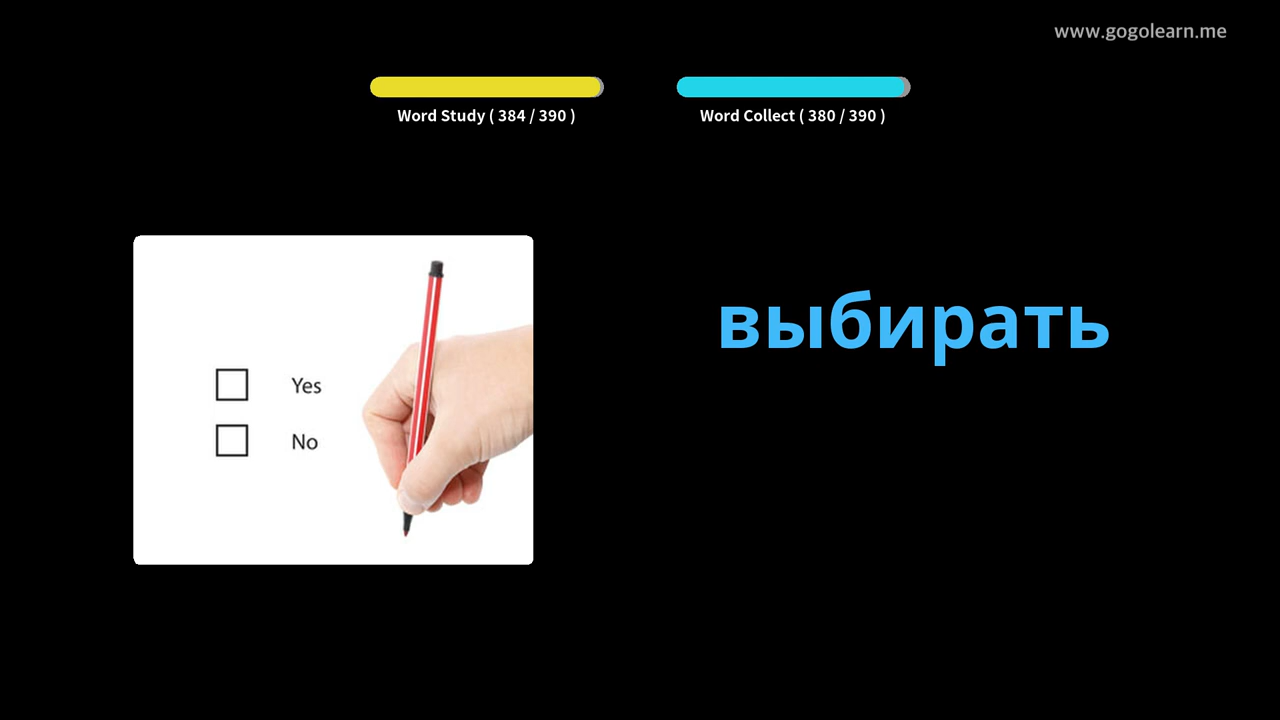 www.gogolearn.me
Word Study ( 384 / 390 )
Word Collect ( 380 / 390 )
выбирать
Yes
No